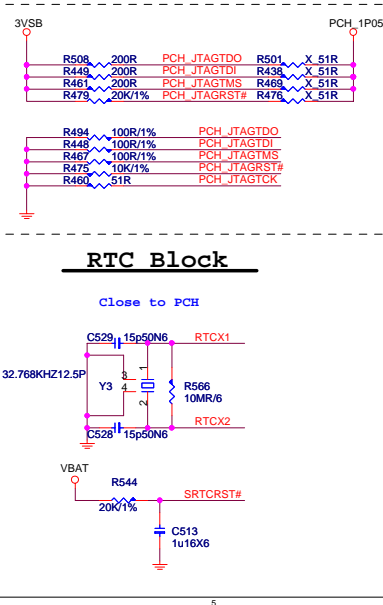 3VSB PCH_1P05
R508 200R PCH_JTAGTDO R501 X_51R
R449 200R PCH_JTAGTDI R438 X_51R
R461 200R PCH_JTAGTMS R469 X_51R
R479 20K/1% PCH_JTAGRST# R476 X_51R
R494 100R/1% PCH_JTAGTDO
R448 100R/1% PCH_JTAGTDI
R467 100R/1% PCH_JTAGTMS
R475 10K/1% PCH_JTAGRST#
R460 51R PCH_JTAGTCK
RTC Block
Close to PCH
C529 15p50N6 RTCX1
1
32.768KHZ12.5P 3
Y3 4 R566
10MR/6
2
RTCX2
C528 15p50N6
VBAT
R544 SRTCRST#
20K/1%
C513
1u16X6
5